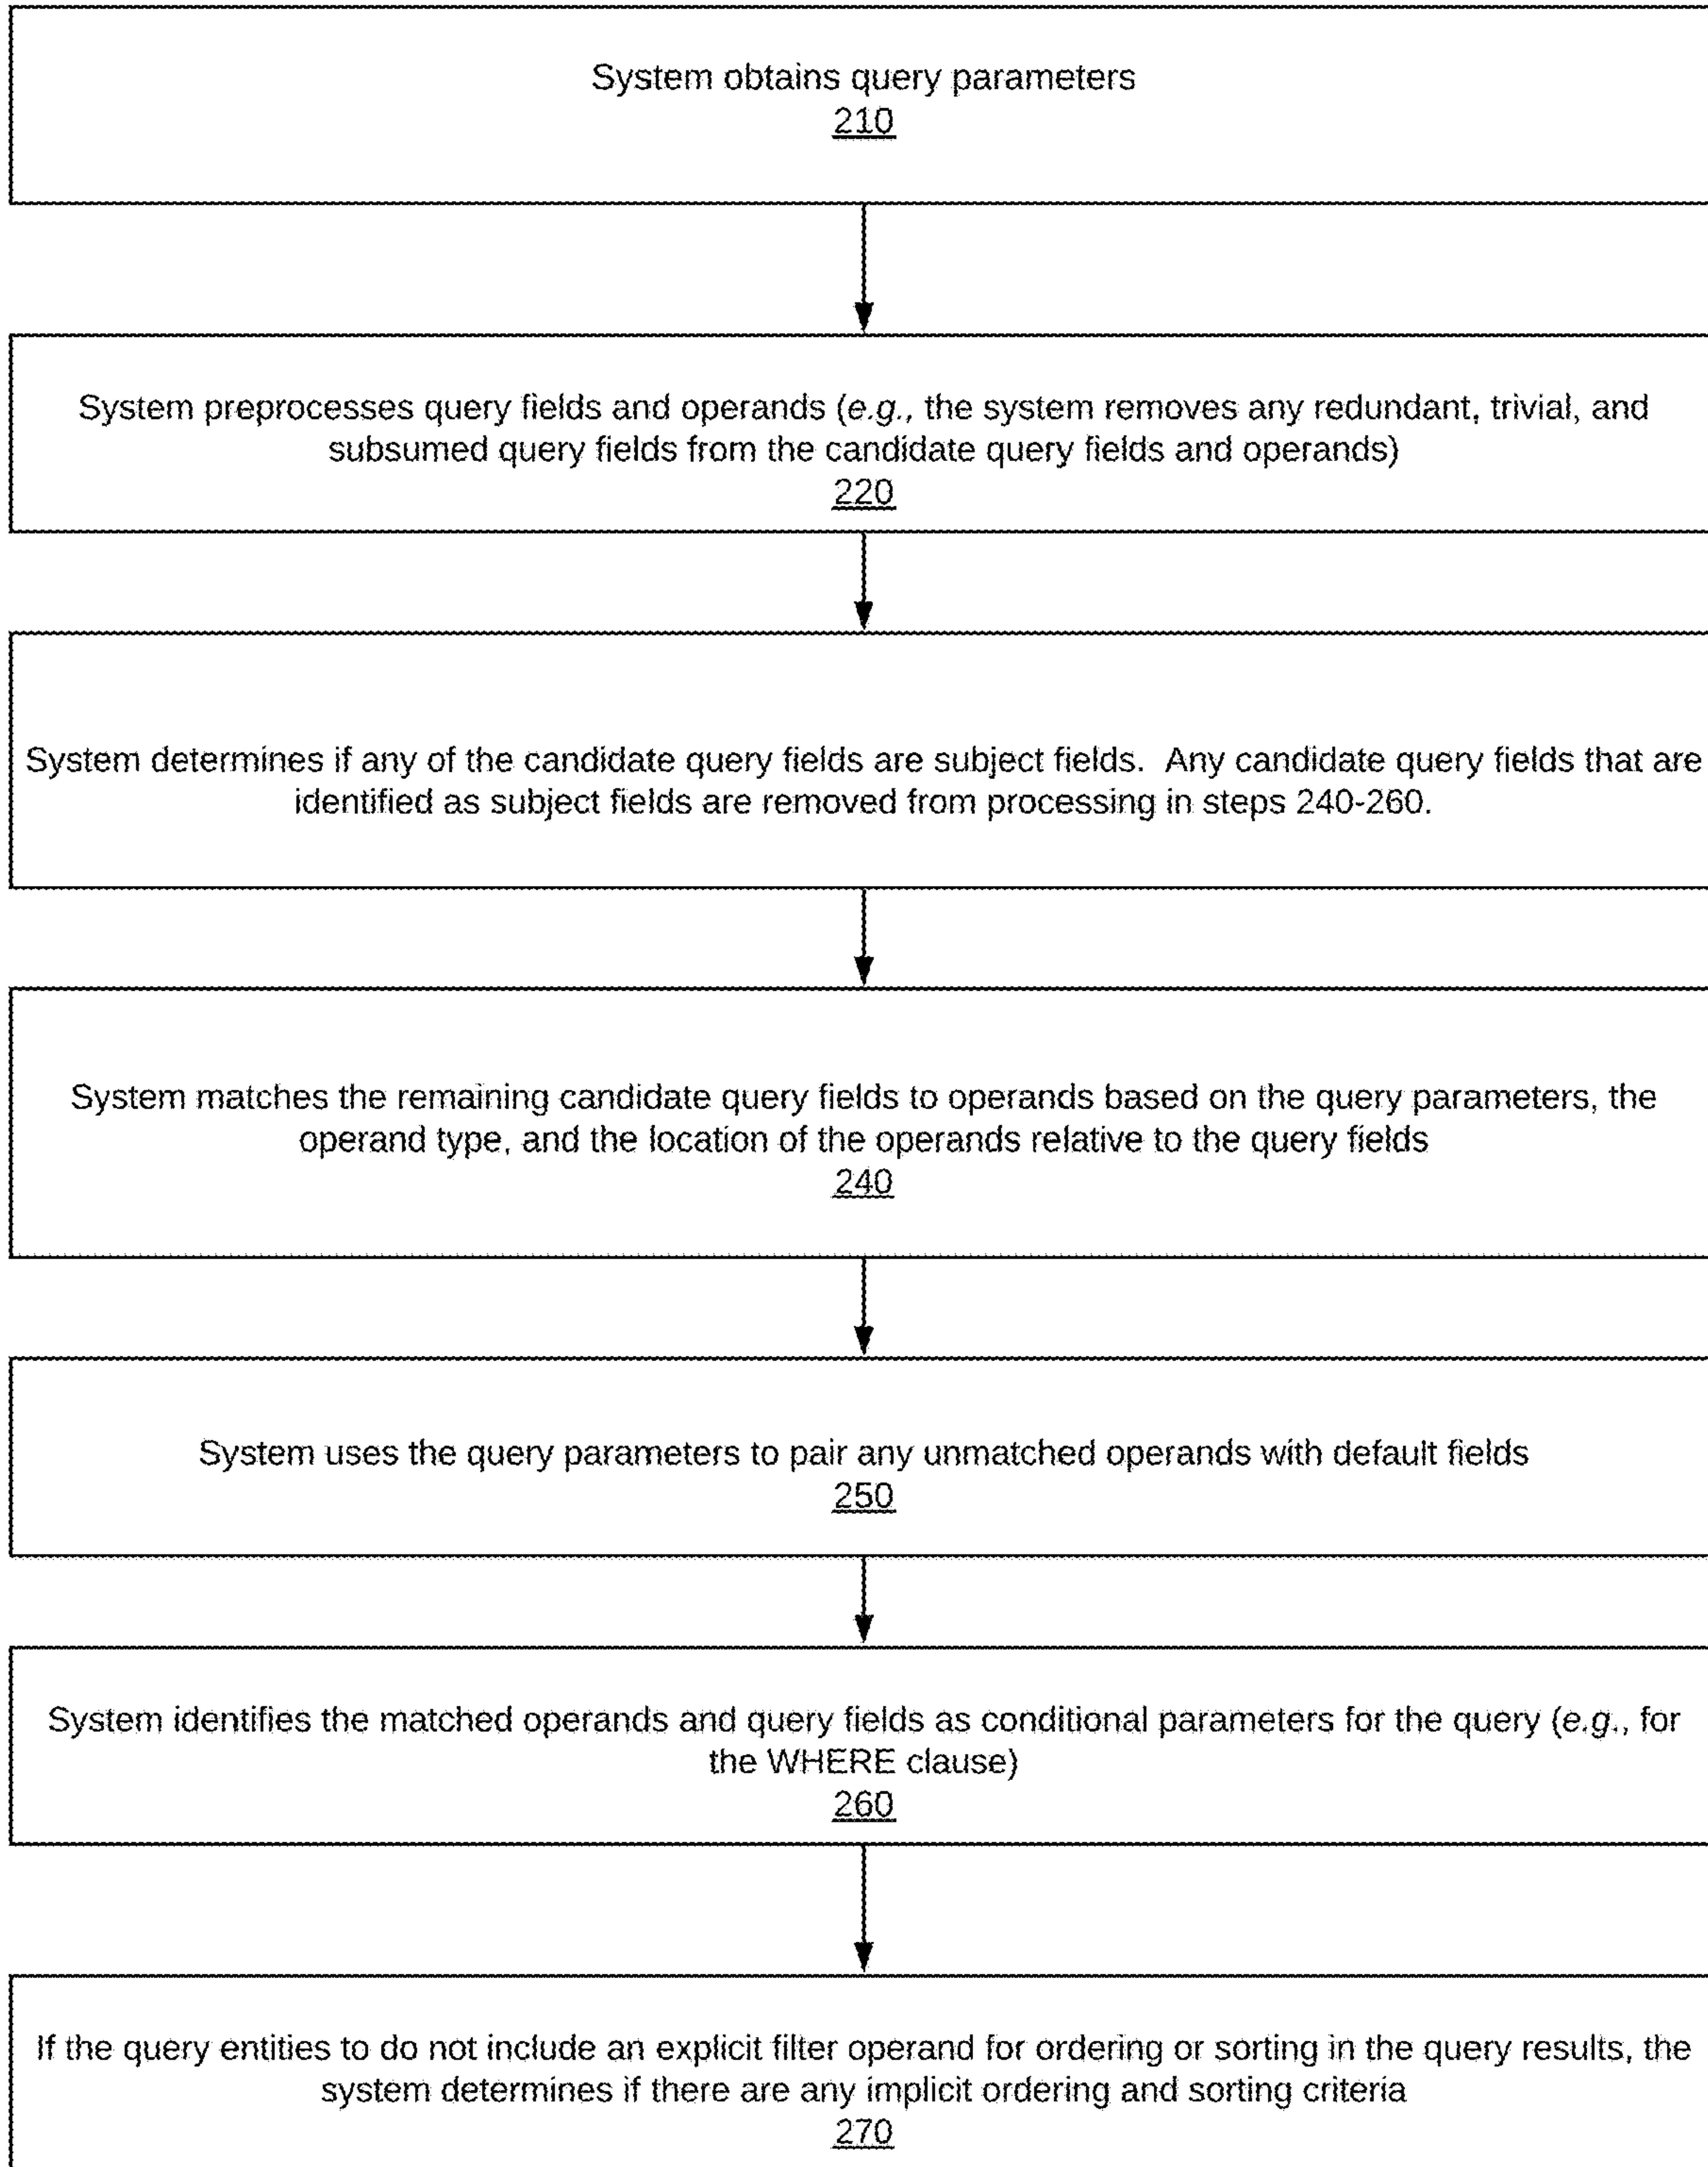 System obtains query parameters
210
System preprocesses query fields and operands (e.g., the system removes any redundant, trivial, and
subsumed query fields from the candidate query fields and operands)
220
System determines if any of the candidate query fields are subject fields.  Any candidate query fields that are
identified as subject fields are removed from processing in steps 240-260.
System matches the remaining candidate query fields to operands based on the query parameters, the
operand type, and the location of the operands relative to the query fields
240
System uses the query parameters to pair any unmatched operands with default fields
250
System identifies the matched operands and query fields as conditional parameters for the query (e.g., for
the WHERE clause)
260
If the query entities to do not include an explicit filter operand for ordering or sorting in the query results, the
system determines if there are any implicit ordering and sorting criteria
270